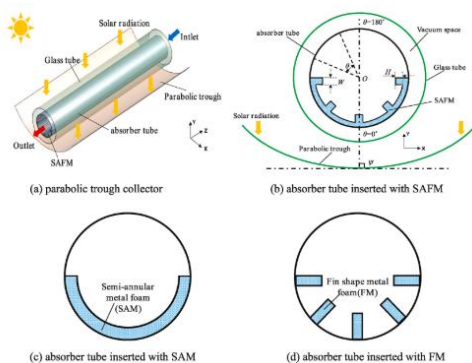 Solar radiation
Glass tube
Intlet
Parabolic trough
absorber tube
Outlet
SAFM
Y
Z
X
(a) parabolic trough collector
θ=180°
Vacuum space
absorber tube
Glass tube
θ
O
H
W
SAFM
Solar radiation
θ=0°
Y
X
Parabolic trough
Ψ
(b) absorber tube inserted with SAFM
Semi-annular
metal foam
(SAM)
(c) absorber tube inserted with SAM
Fin shape metal
foam(FM)
(d) absorber tube inserted with FM